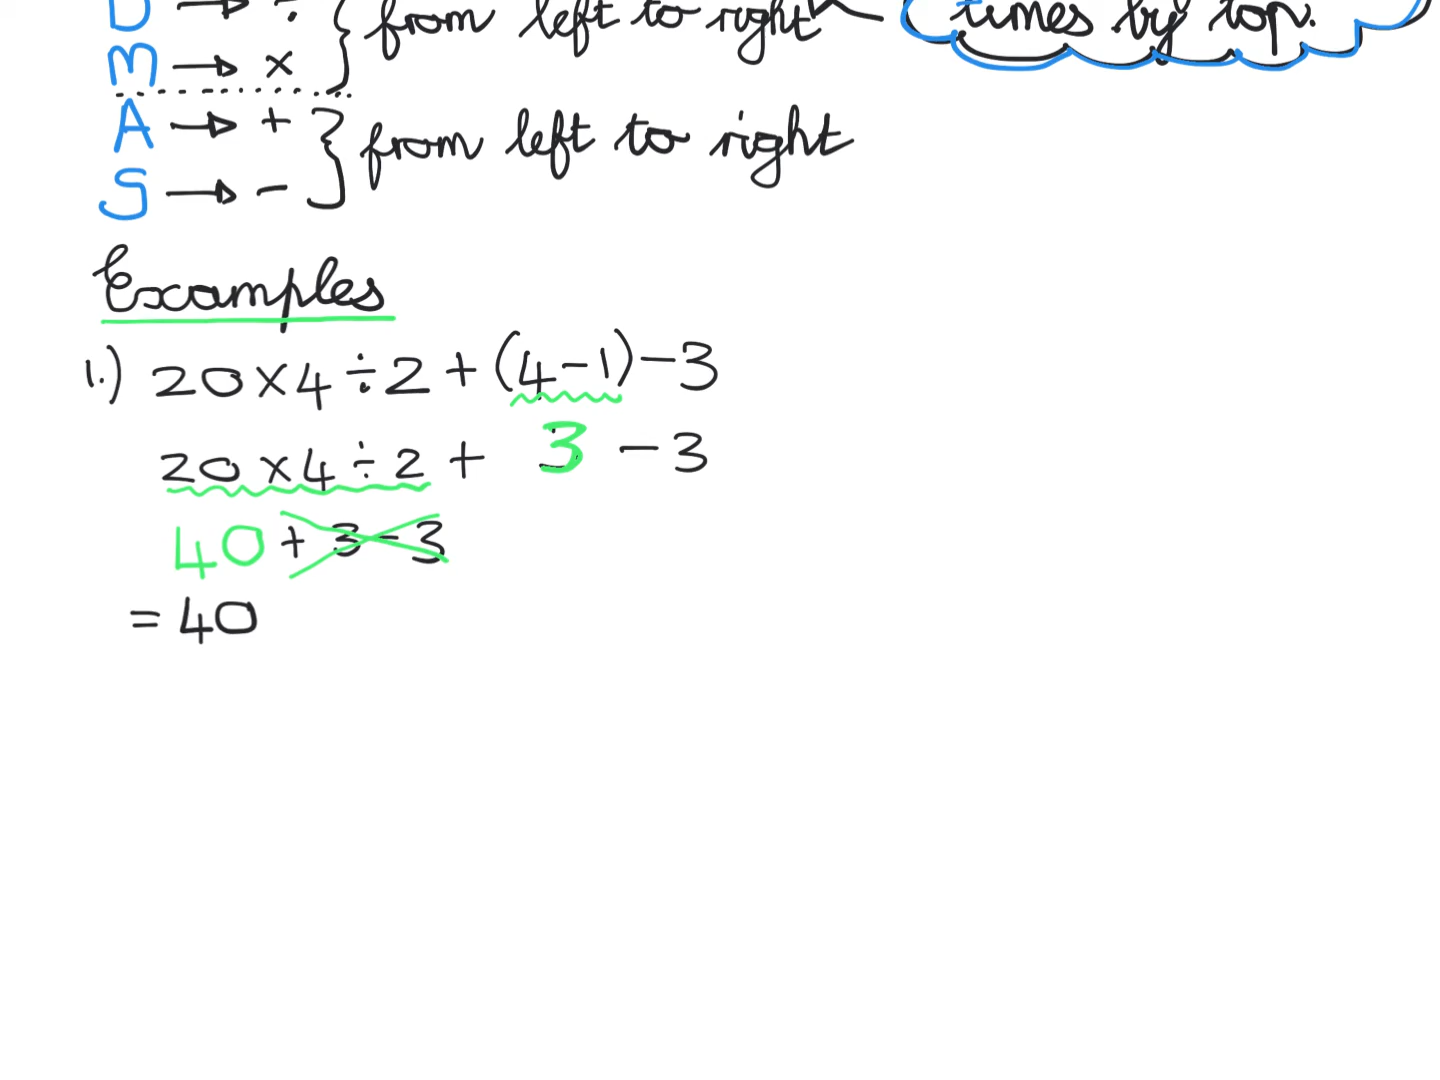 D → ÷ } from left to right
times by top.
M → ×
A → + } from left to right
S → −
Examples
1.) 20×4÷2+(4−1)−3
20×4÷2+ 3 −3
40+3−3
=40